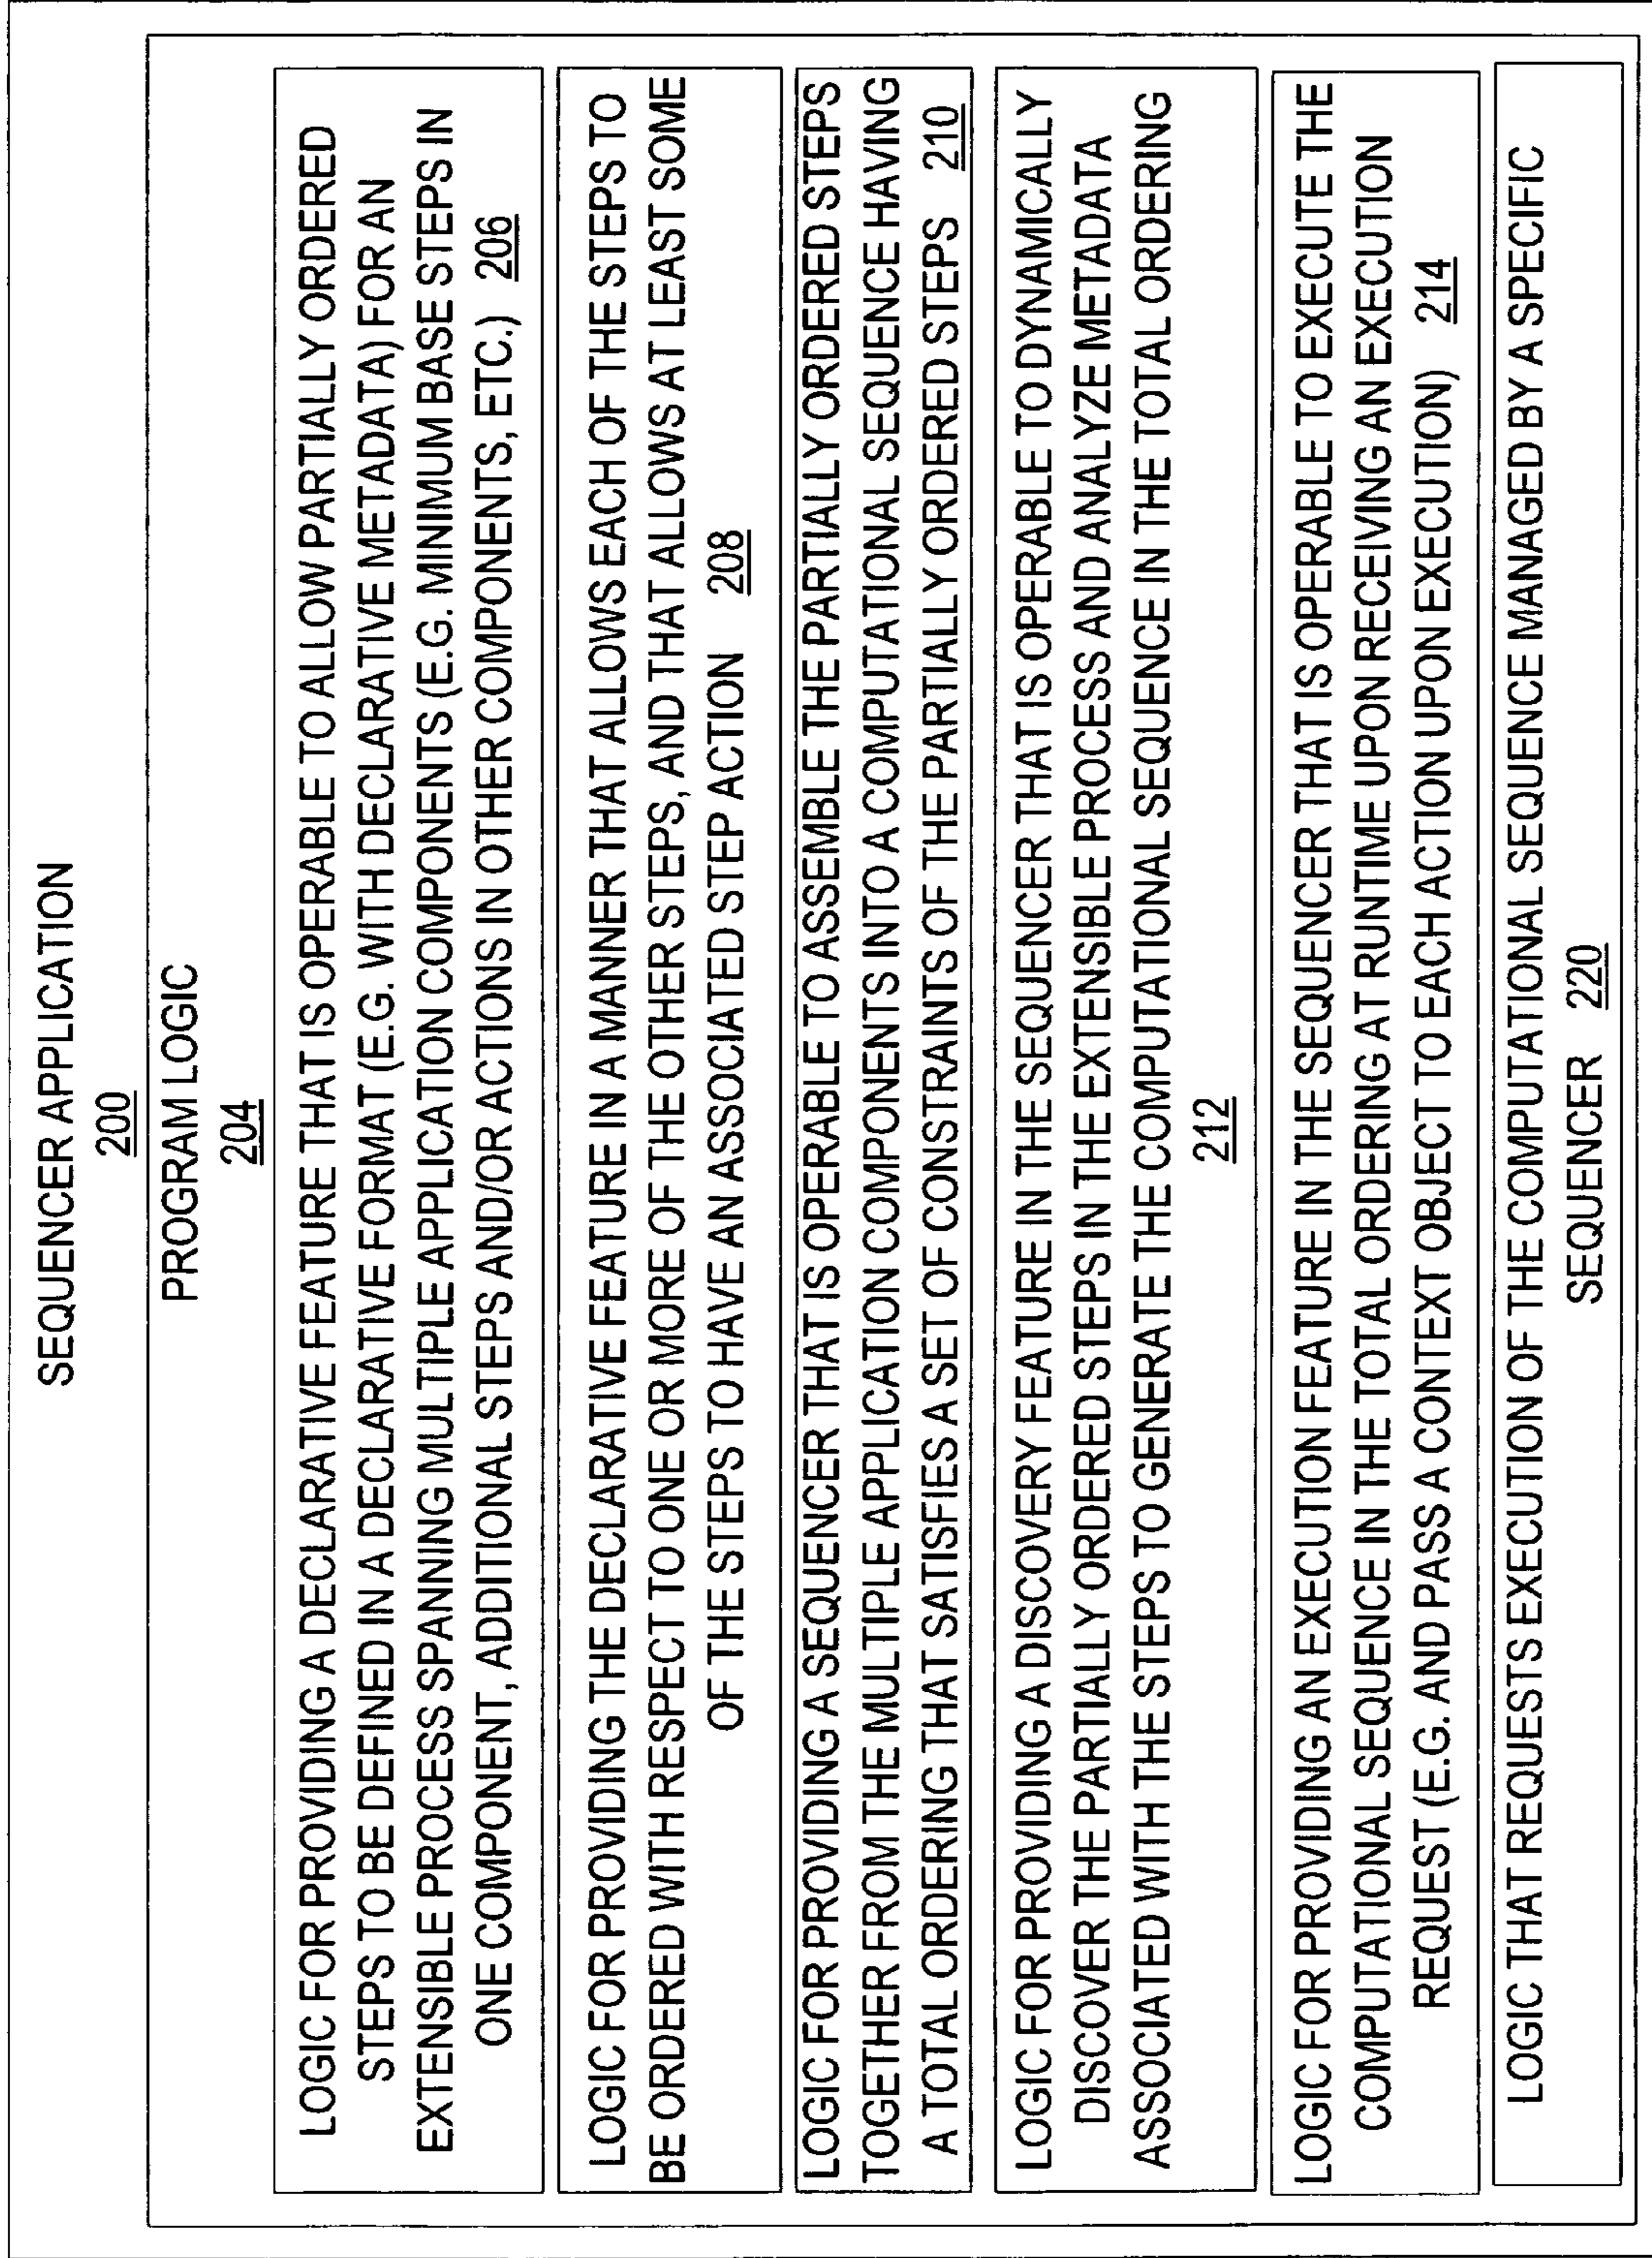 SEQUENCER APPLICATION
200
PROGRAM LOGIC
204
LOGIC FOR PROVIDING A DECLARATIVE FEATURE THAT IS OPERABLE TO ALLOW PARTIALLY ORDERED
STEPS TO BE DEFINED IN A DECLARATIVE FORMAT (E.G. WITH DECLARATIVE METADATA) FOR AN
EXTENSIBLE PROCESS SPANNING MULTIPLE APPLICATION COMPONENTS (E.G. MINIMUM BASE STEPS IN
ONE COMPONENT, ADDITIONAL STEPS AND/OR ACTIONS IN OTHER COMPONENTS, ETC.) 206
LOGIC FOR PROVIDING THE DECLARATIVE FEATURE IN A MANNER THAT ALLOWS EACH OF THE STEPS TO
BE ORDERED WITH RESPECT TO ONE OR MORE OF THE OTHER STEPS, AND THAT ALLOWS AT LEAST SOME
OF THE STEPS TO HAVE AN ASSOCIATED STEP ACTION 208
LOGIC FOR PROVIDING A SEQUENCER THAT IS OPERABLE TO ASSEMBLE THE PARTIALLY ORDERED STEPS
TOGETHER FROM THE MULTIPLE APPLICATION COMPONENTS INTO A COMPUTATIONAL SEQUENCE HAVING
A TOTAL ORDERING THAT SATISFIES A SET OF CONSTRAINTS OF THE PARTIALLY ORDERED STEPS 210
LOGIC FOR PROVIDING A DISCOVERY FEATURE IN THE SEQUENCER THAT IS OPERABLE TO DYNAMICALLY
DISCOVER THE PARTIALLY ORDERED STEPS IN THE EXTENSIBLE PROCESS AND ANALYZE METADATA
ASSOCIATED WITH THE STEPS TO GENERATE THE COMPUTATIONAL SEQUENCE IN THE TOTAL ORDERING
212
LOGIC FOR PROVIDING AN EXECUTION FEATURE IN THE SEQUENCER THAT IS OPERABLE TO EXECUTE THE
COMPUTATIONAL SEQUENCE IN THE TOTAL ORDERING AT RUNTIME UPON RECEIVING AN EXECUTION
REQUEST (E.G. AND PASS A CONTEXT OBJECT TO EACH ACTION UPON EXECUTION) 214
LOGIC THAT REQUESTS EXECUTION OF THE COMPUTATIONAL SEQUENCE MANAGED BY A SPECIFIC
SEQUENCER 220